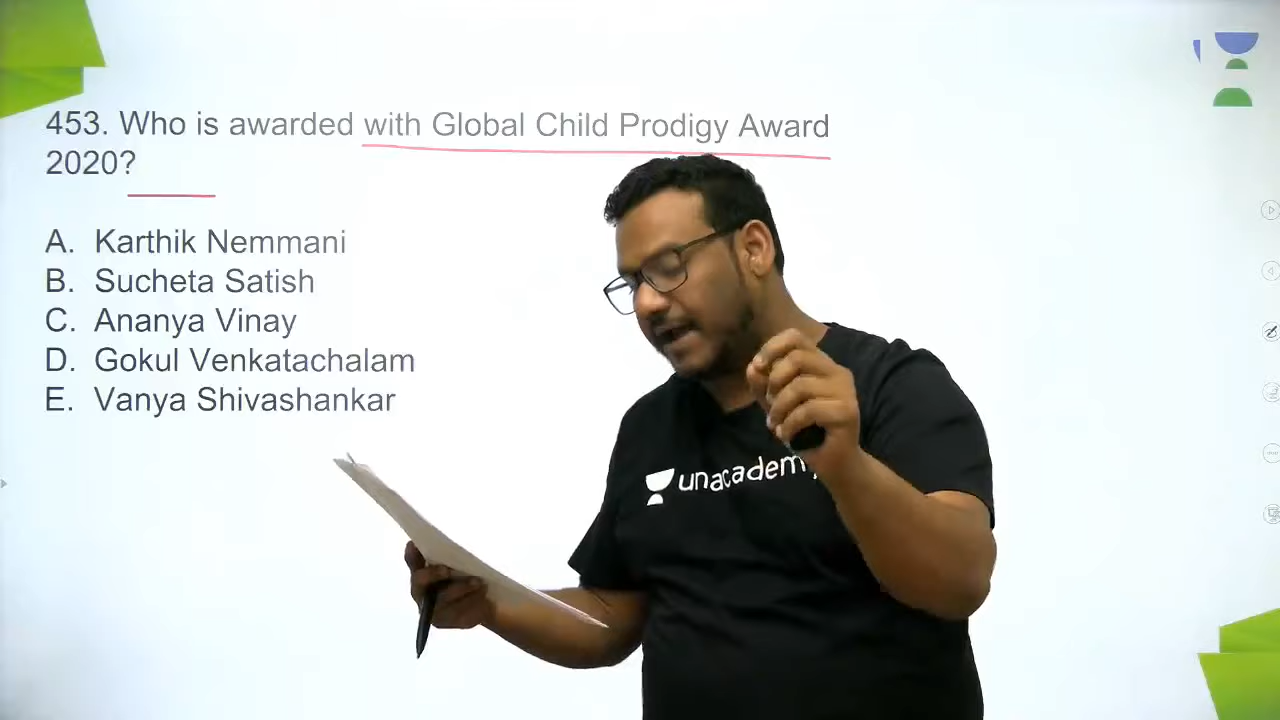 453. Who is awarded with Global Child Prodigy Award
2020?
A. Karthik Nemmani
B. Sucheta Satish
C. Ananya Vinay
D. Gokul Venkatachalam
E. Vanya Shivashankar
unacademy